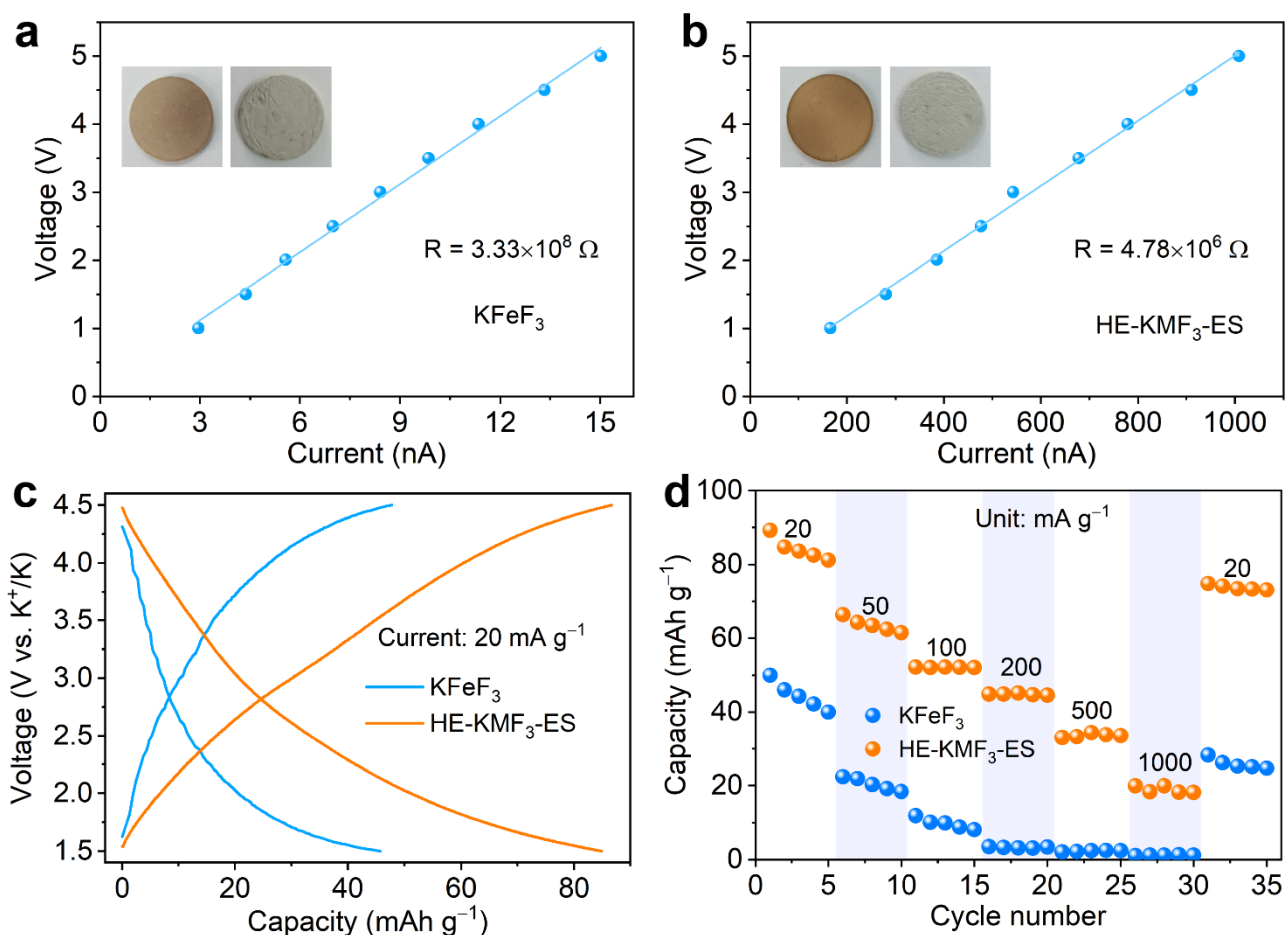 a
Voltage (V)
5
4
3
2
1
0
R = 3.33×10⁸ Ω
KFeF₃
0 3 6 9 12 15
Current (nA)
b
Voltage (V)
5
4
3
2
1
0
R = 4.78×10⁶ Ω
HE-KMF₃-ES
200 400 600 800 1000
Current (nA)
c
Voltage (V vs. K⁺/K)
4.5
4.0
3.5
3.0
2.5
2.0
1.5
Current: 20 mA g⁻¹
KFeF₃
HE-KMF₃-ES
0 20 40 60 80
Capacity (mAh g⁻¹)
d
Capacity (mAh g⁻¹)
100
80
60
40
20
0
Unit: mA g⁻¹
20
50
100
200
500
1000
20
KFeF₃
HE-KMF₃-ES
0 5 10 15 20 25 30 35
Cycle number